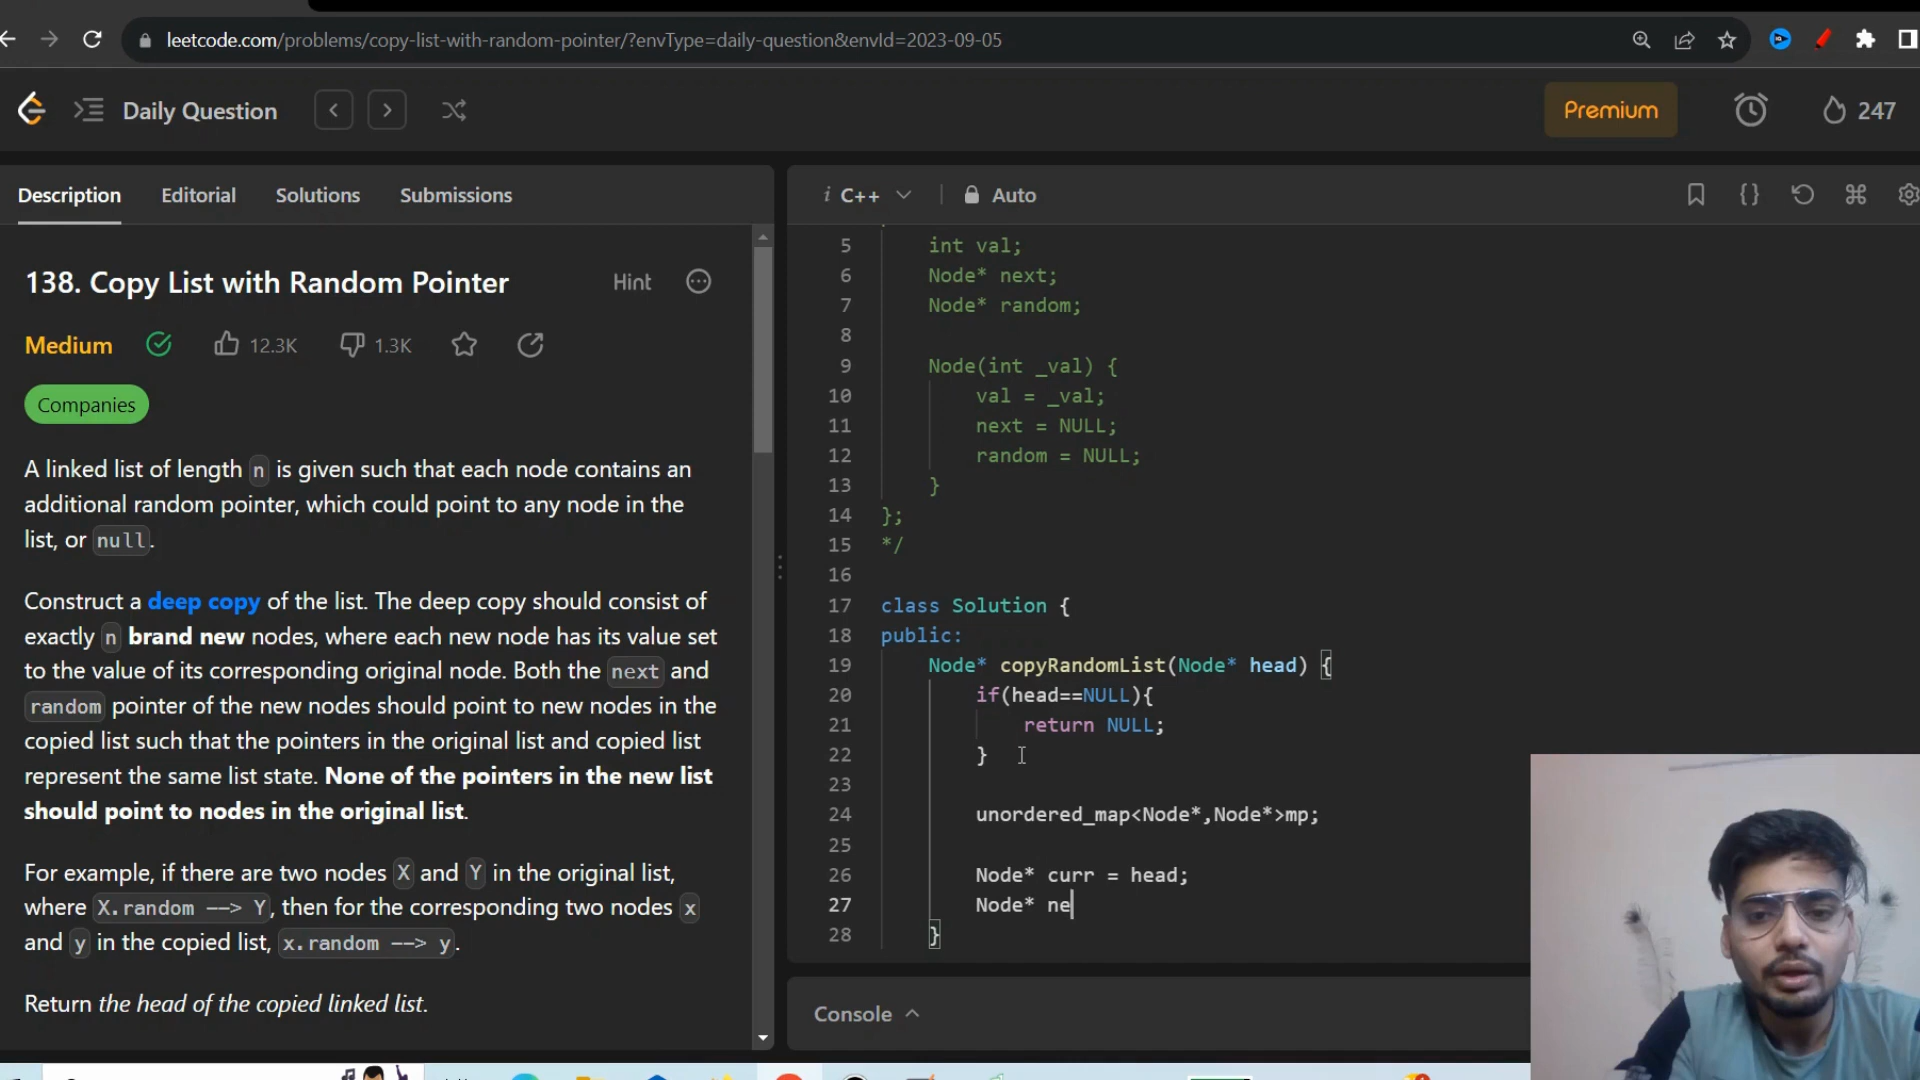 leetcode.com/problems/copy-list-with-random-pointer/?envType=daily-question&envId=2023-09-05
Daily Question
Premium
247
Description Editorial Solutions Submissions
138. Copy List with Random Pointer Hint
Medium 12.3K 1.3K
Companies
A linked list of length n is given such that each node contains an
additional random pointer, which could point to any node in the
list, or null.
Construct a deep copy of the list. The deep copy should consist of
exactly n brand new nodes, where each new node has its value set
to the value of its corresponding original node. Both the next and
random pointer of the new nodes should point to new nodes in the
copied list such that the pointers in the original list and copied list
represent the same list state. None of the pointers in the new list
should point to nodes in the original list.
For example, if there are two nodes X and Y in the original list,
where X.random --> Y, then for the corresponding two nodes x
and y in the copied list, x.random --> y.
Return the head of the copied linked list.
i C++ Auto
5 int val;
6 Node* next;
7 Node* random;
8
9 Node(int _val) {
10 val = _val;
11 next = NULL;
12 random = NULL;
13 }
14 };
15 */
16
17 class Solution {
18 public:
19 Node* copyRandomList(Node* head) {
20 if(head==NULL){
21 return NULL;
22 }
23
24 unordered_map<Node*,Node*>mp;
25
26 Node* curr = head;
27 Node* ne
28 }
Console